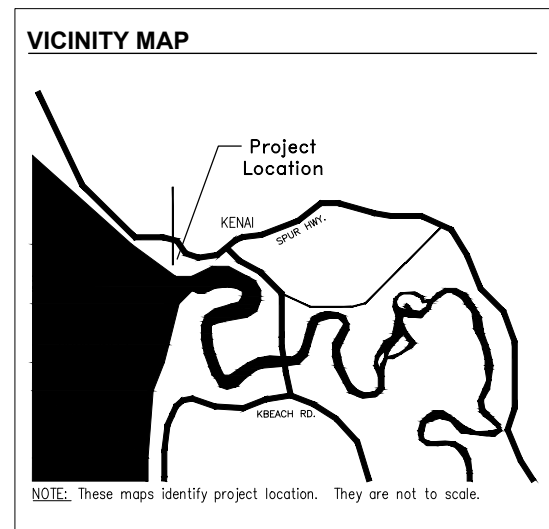 VICINITY MAP
Project
Location
KENAI
SPUR HWY.
KBEACH RD.
NOTE: These maps identify project location. They are not to scale.